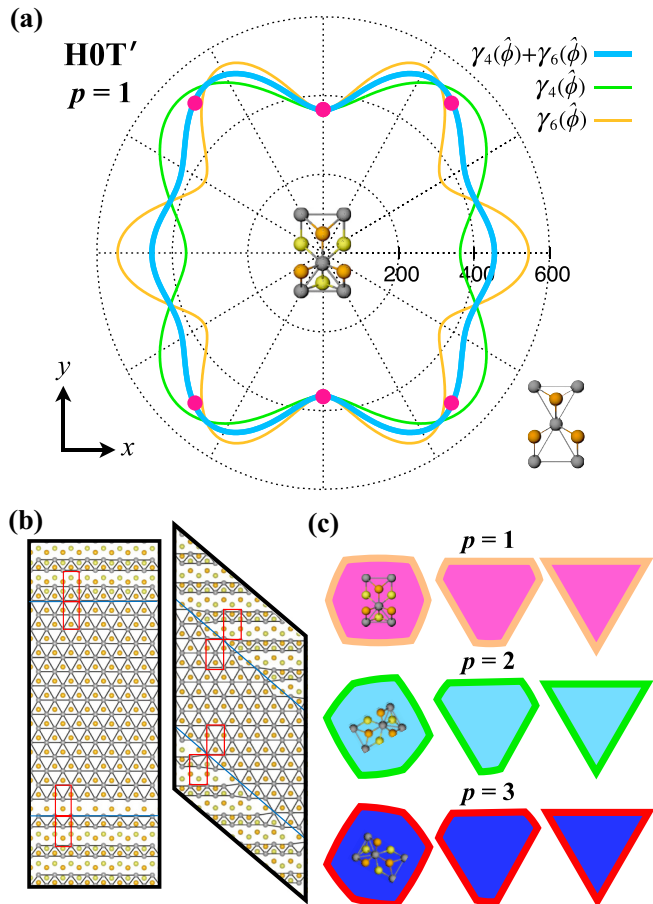 (a)
H0T′
p = 1
γ₄(ϕ̂)+γ₆(ϕ̂)
γ₄(ϕ̂)
γ₆(ϕ̂)
200 400 600
y
x
(b)
(c)
p = 1
p = 2
p = 3